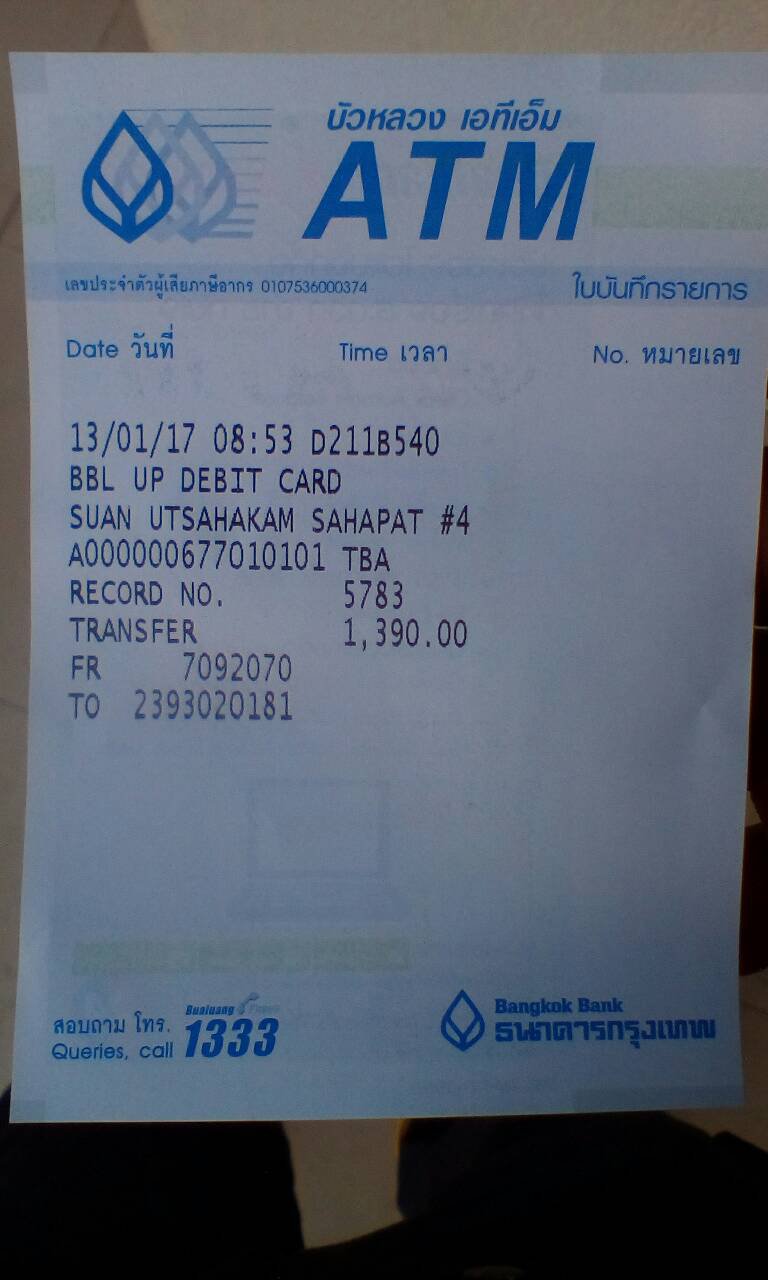 บัวหลวง เอทีเอ็ม
ATM
เลขประจำตัวผู้เสียภาษีอากร 0107536000374 ใบบันทึกรายการ
Date วันที่ Time เวลา No. หมายเลข
13/01/17 08:53 D211B540
BBL UP DEBIT CARD
SUAN UTSAHAKAM SAHAPAT #4
A000000677010101 TBA
RECORD NO. 5783
TRANSFER 1,390.00
FR 7092070
TO 2393020181
Bualuang Phone
สอบถาม โทร. 1333
Queries, call
Bangkok Bank
ธนาคารกรุงเทพ